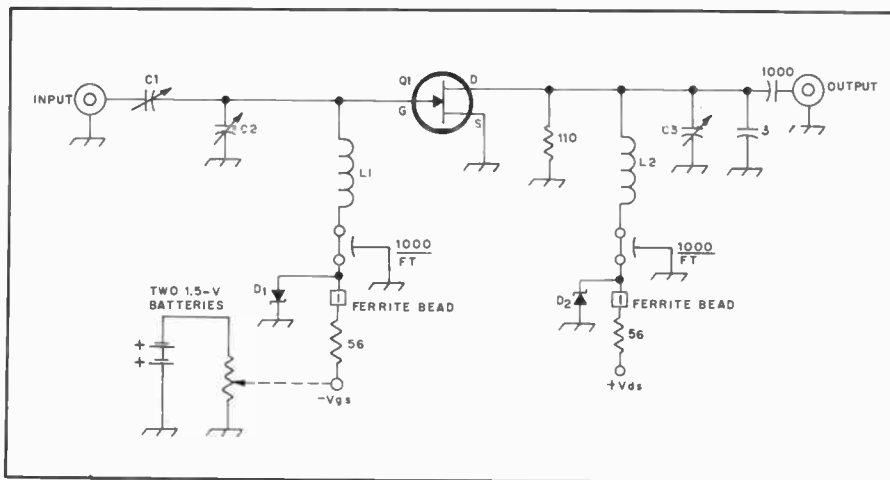 INPUT
C1
C2
Q1
G
D
S
L1
110
L2
C3
3
1000
OUTPUT
1000
FT
1000
FT
D1
FERRITE BEAD
56
-Vgs
TWO 1.5-V
BATTERIES
+
+
D2
FERRITE BEAD
56
+Vds